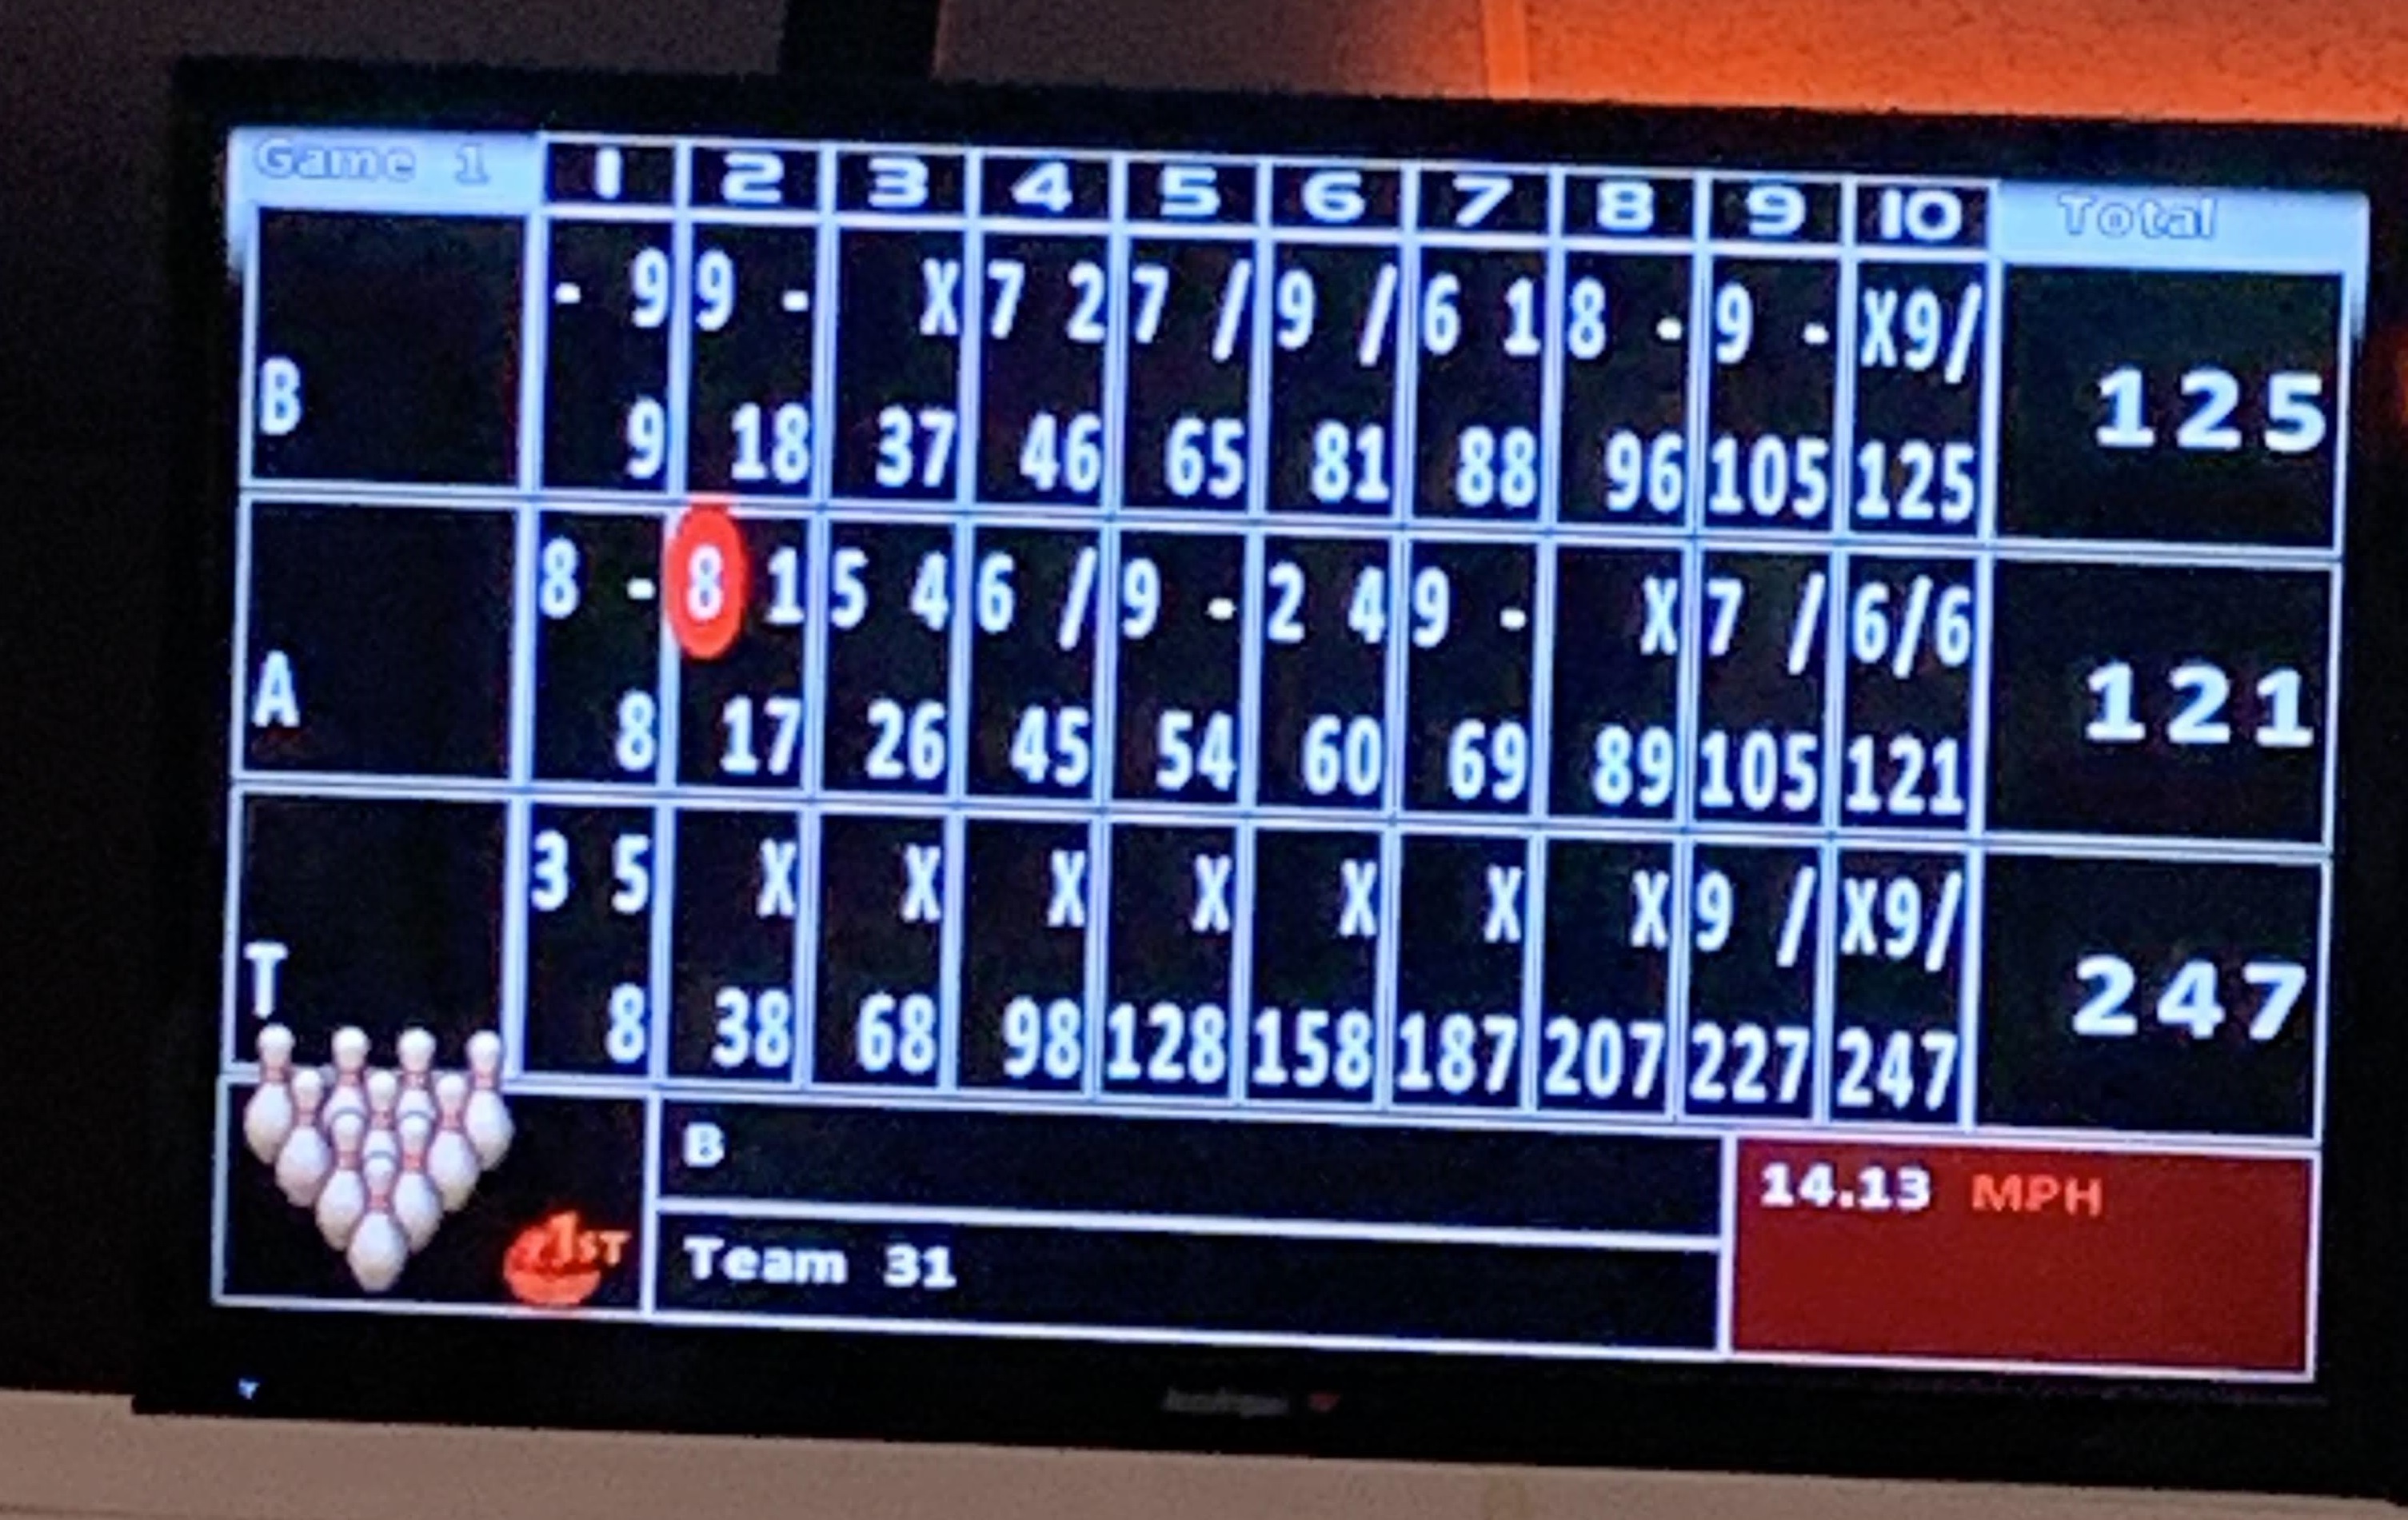 Game 1 1 2 3 4 5 6 7 8 9 10 Total
- 9 9 - X 7 2 7 / 9 / 6 1 8 - 9 - X9/
B 125
9 18 37 46 65 81 88 96 105 125
8 - 8 1 5 4 6 / 9 - 2 4 9 - X 7 / 6/6
A 121
8 17 26 45 54 60 69 89 105 121
3 5 X X X X X X X 9 / X9/
T 247
8 38 68 98 128 158 187 207 227 247
B
14.13 MPH
1ST
Team 31